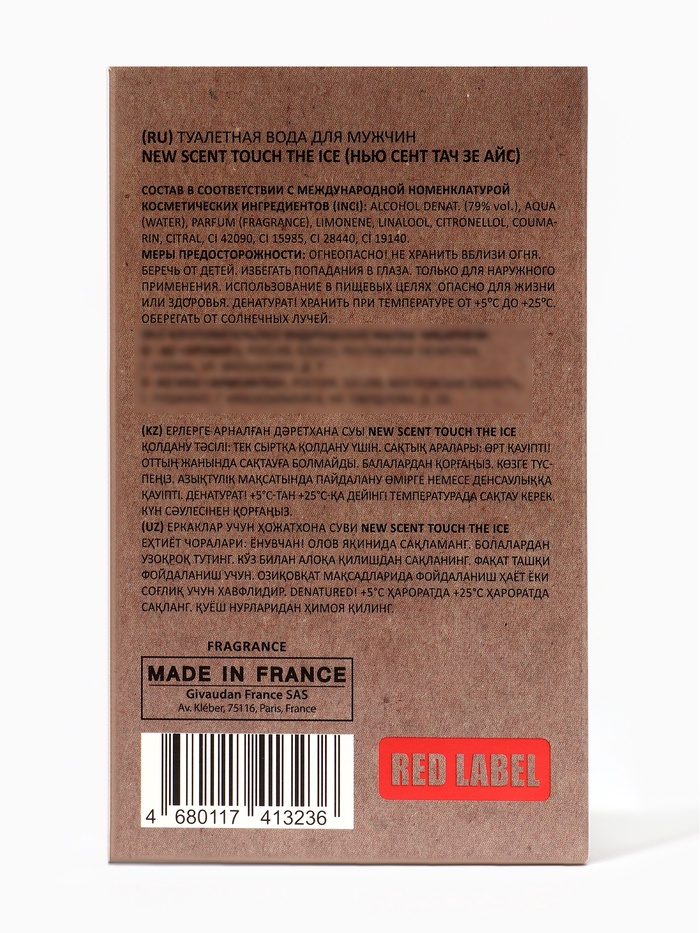 (RU) ТУАЛЕТНАЯ ВОДА ДЛЯ МУЖЧИН
NEW SCENT TOUCH THE ICE (НЬЮ СЕНТ ТАЧ ЗЕ АЙС)
СОСТАВ В СООТВЕТСТВИИ С МЕЖДУНАРОДНОЙ НОМЕНКЛАТУРОЙ
КОСМЕТИЧЕСКИХ ИНГРЕДИЕНТОВ (INCI): ALCOHOL DENAT. (79% vol.), AQUA
(WATER), PARFUM (FRAGRANCE), LIMONENE, LINALOOL, CITRONELLOL, COUMA-
RIN, CITRAL, CI 42090, CI 15985, CI 28440, CI 19140.
МЕРЫ ПРЕДОСТОРОЖНОСТИ: ОГНЕОПАСНО! НЕ ХРАНИТЬ ВБЛИЗИ ОГНЯ.
БЕРЕЧЬ ОТ ДЕТЕЙ. ИЗБЕГАТЬ ПОПАДАНИЯ В ГЛАЗА. ТОЛЬКО ДЛЯ НАРУЖНОГО
ПРИМЕНЕНИЯ. ИСПОЛЬЗОВАНИЕ В ПИЩЕВЫХ ЦЕЛЯХ ОПАСНО ДЛЯ ЖИЗНИ
ИЛИ ЗДОРОВЬЯ. ДЕНАТУРАТ! ХРАНИТЬ ПРИ ТЕМПЕРАТУРЕ ОТ +5°С ДО +25°С.
ОБЕРЕГАТЬ ОТ СОЛНЕЧНЫХ ЛУЧЕЙ.
(KZ) ЕРЛЕРГЕ АРНАЛҒАН ДӘРЕТХАНА СУЫ NEW SCENT TOUCH THE ICE
ҚОЛДАНУ ТӘСІЛІ: ТЕК СЫРТҚА ҚОЛДАНУ ҮШІН. САҚТЫҚ АРАЛАРЫ: ӨРТ ҚАУІПТІ!
ОТТЫҢ ЖАНЫНДА САҚТАУҒА БОЛМАЙДЫ. БАЛАЛАРДАН ҚОРҒАҢЫЗ. КӨЗГЕ ТҮС-
ПЕҢІЗ. АЗЫҚТҮЛІК МАҚСАТЫНДА ПАЙДАЛАНУ ӨМІРГЕ НЕМЕСЕ ДЕНСАУЛЫҚҚА
ҚАУІПТІ. ДЕНАТУРАТ! +5°С-ТАН +25°С-ҚА ДЕЙІНГІ ТЕМПЕРАТУРАДА САҚТАУ КЕРЕК.
КҮН СӘУЛЕСІНЕН ҚОРҒАҢЫЗ.
(UZ) ЕРКАКЛАР УЧУН ҲОЖАТХОНА СУВИ NEW SCENT TOUCH THE ICE
ЕҲТИЁТ ЧОРАЛАРИ: ЁНУВЧАН! ОЛОВ ЯҚИНИДА САҚЛАМАНГ. БОЛАЛАРДАН
УЗОҚРОҚ ТУТИНГ. КЎЗ БИЛАН АЛОҚА ҚИЛИШДАН САҚЛАНИНГ. ФАҚАТ ТАШҚИ
ФОЙДАЛАНИШ УЧУН. ОЗИҚОВҚАТ МАҚСАДЛАРИДА ФОЙДАЛАНИШ ҲАЁТ ЁКИ
СОҒЛИҚ УЧУН ХАВФЛИДИР. DENATURED! +5°С ҲАРОРАТДА +25°С ҲАРОРАТДА
САҚЛАНГ. ҚУЁШ НУРЛАРИДАН ҲИМОЯ ҚИЛИНГ.
FRAGRANCE
MADE IN FRANCE
Givaudan France SAS
Av. Kléber, 75116, Paris, France
4 680117 413236
RED LABEL